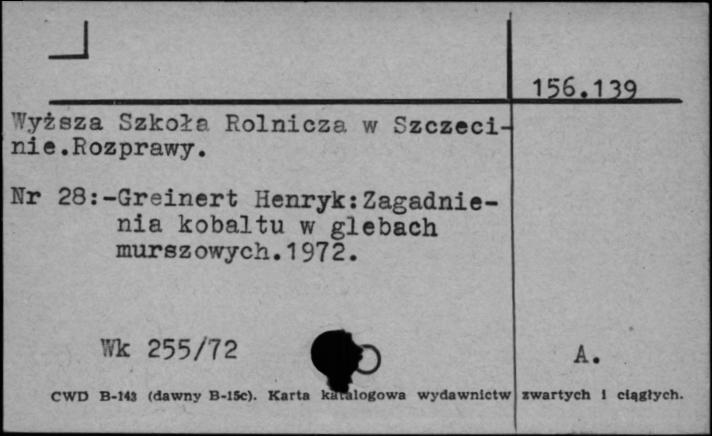 156.139
Wyższa Szkoła Rolnicza w Szczeci-
nie.Rozprawy.
Nr 28:-Greinert Henryk:Zagadnie-
nia kobaltu w glebach
murszowych.1972.
Wk 255/72
A.
CWD B-143 (dawny B-15c). Karta katalogowa wydawnictw zwartych i ciągłych.